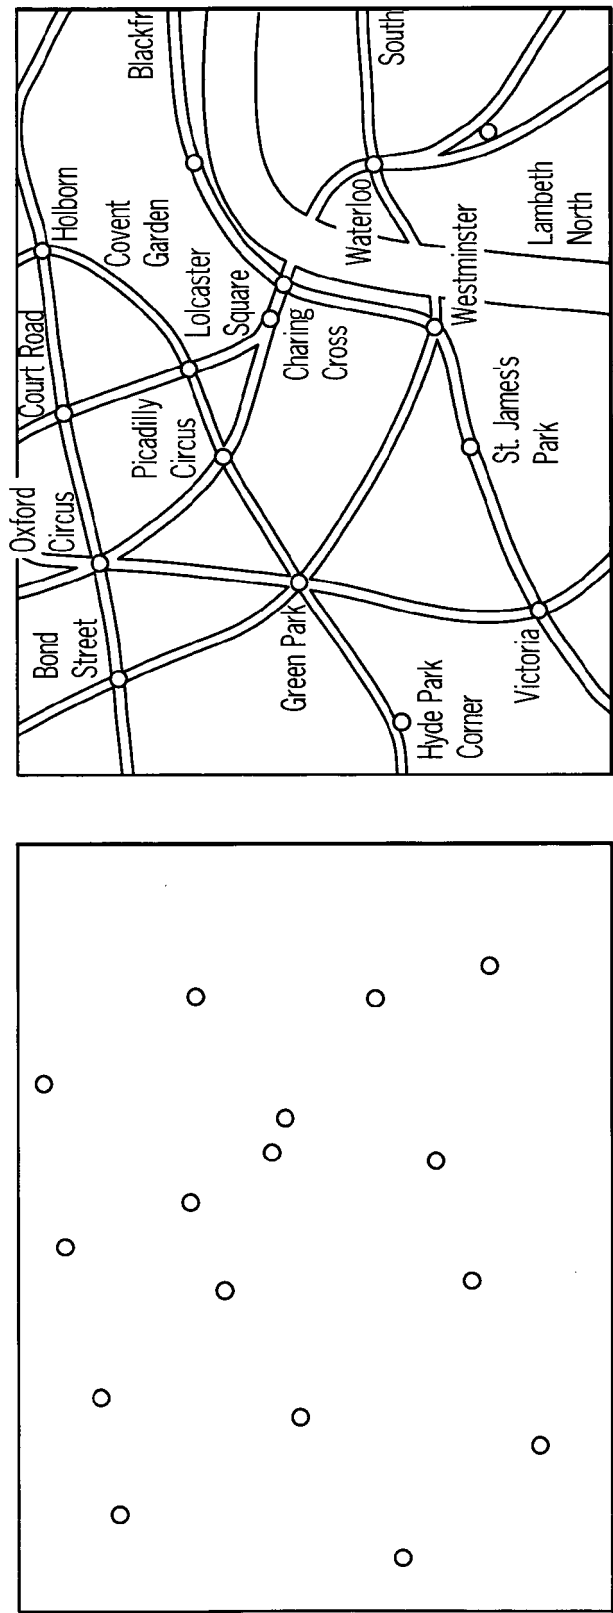 Blackfr
South
Holborn
Covent
Garden
Lolcaster
Square
Waterloo
Lambeth
North
Court Road
Charing
Cross
Westminster
Picadilly
Circus
St. James's
Park
Oxford
Circus
Bond
Street
Green Park
Victoria
Hyde Park
Corner